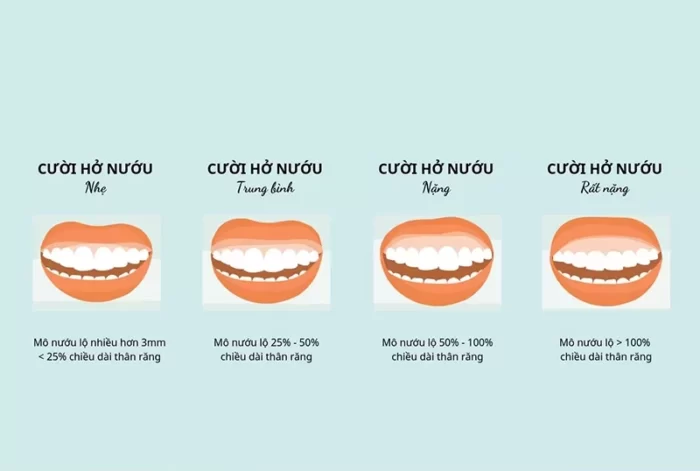 CƯỜI HỞ NƯỚU
Nhẹ
Mô nướu lộ nhiều hơn 3mm
< 25% chiều dài thân răng
CƯỜI HỞ NƯỚU
Trung bình
Mô nướu lộ 25% - 50%
chiều dài thân răng
CƯỜI HỞ NƯỚU
Nặng
Mô nướu lộ 50% - 100%
chiều dài thân răng
CƯỜI HỞ NƯỚU
Rất nặng
Mô nướu lộ > 100%
chiều dài thân răng